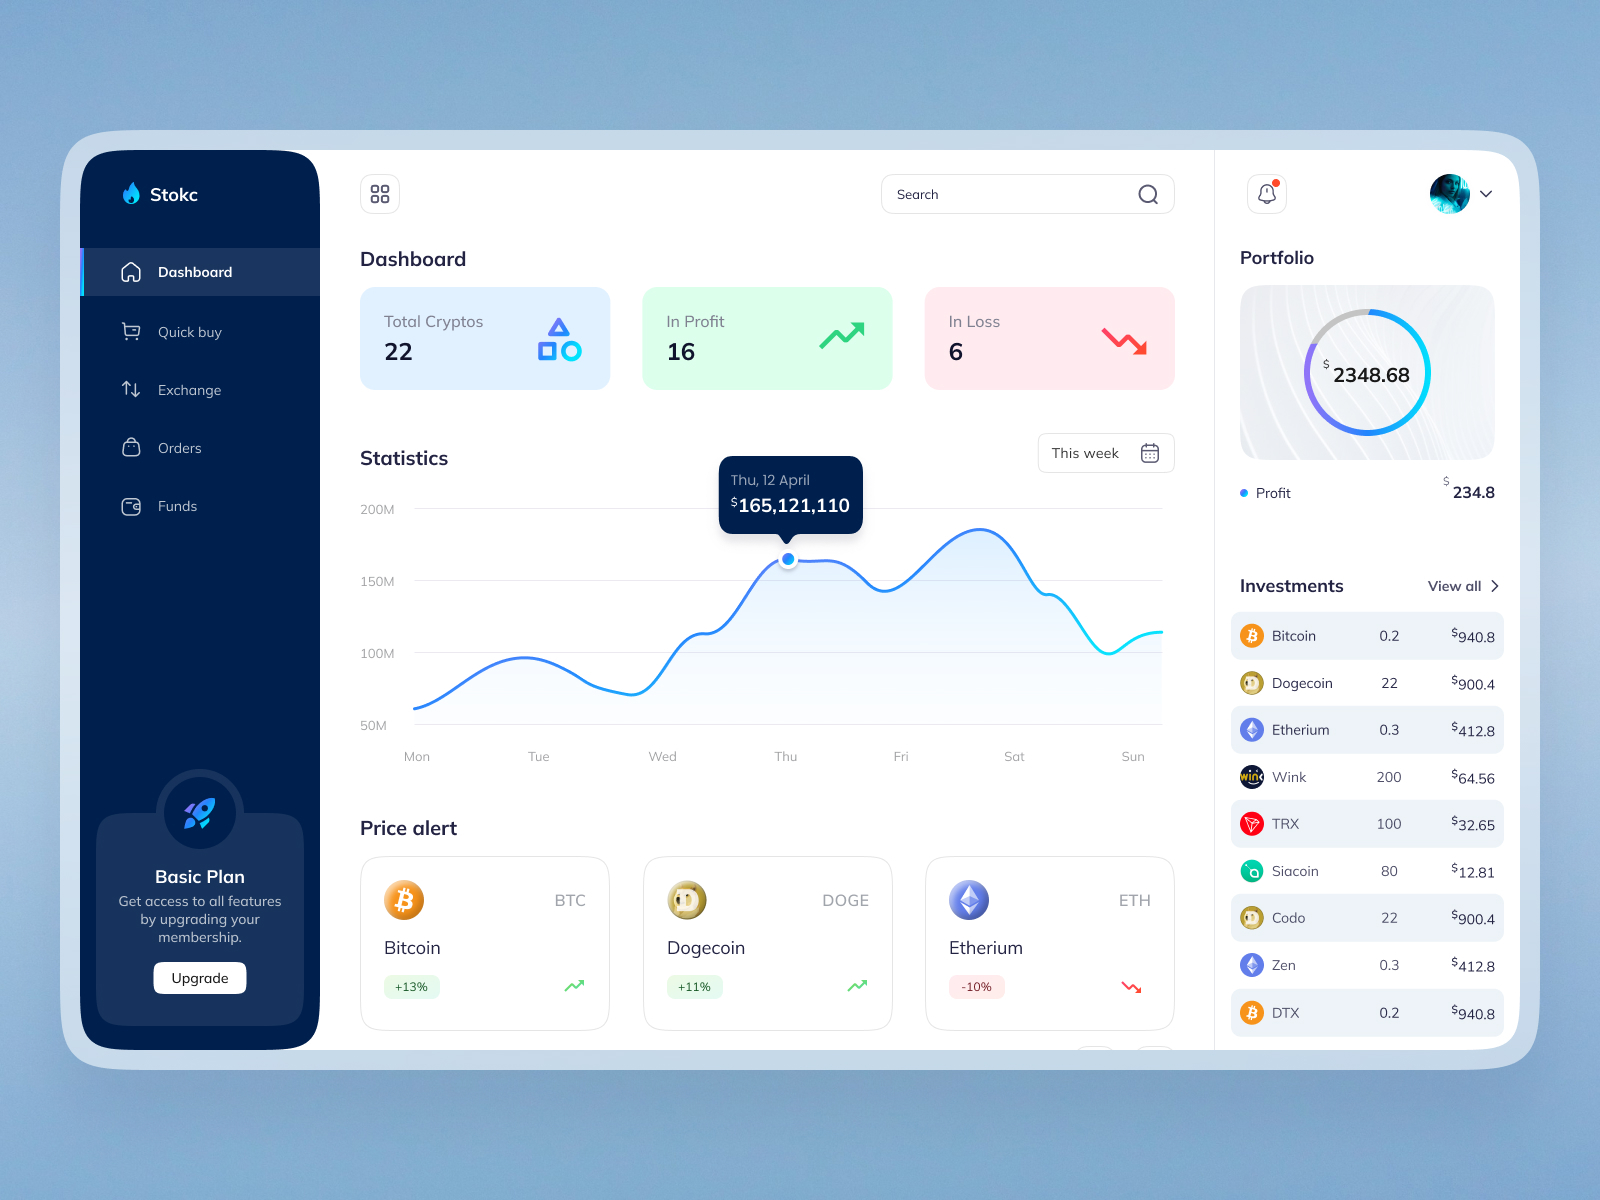 Stokc
Dashboard
Quick buy
Exchange
Orders
Funds
Basic Plan
Get access to all features
by upgrading your
membership.
Upgrade
Search
Dashboard
Total Cryptos
22
In Profit
16
In Loss
6
Statistics
This week
Thu, 12 April
$165,121,110
200M
150M
100M
50M
Mon Tue Wed Thu Fri Sat Sun
Price alert
BTC
Bitcoin
+13%
DOGE
Dogecoin
+11%
ETH
Etherium
-10%
Portfolio
$2348.68
Profit $234.8
Investments View all
Bitcoin 0.2 $940.8
Dogecoin 22 $900.4
Etherium 0.3 $412.8
WINK Wink 200 $64.56
TRX 100 $32.65
Siacoin 80 $12.81
Codo 22 $900.4
Zen 0.3 $412.8
DTX 0.2 $940.8